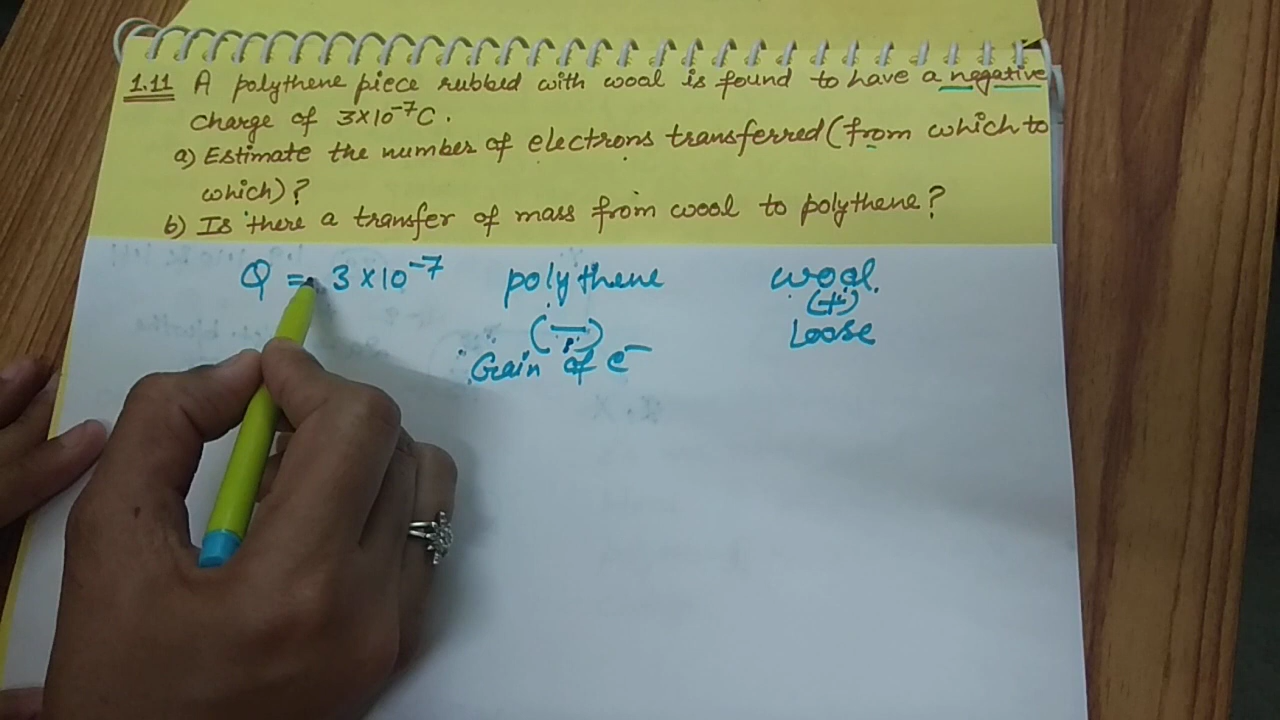 1.11 A polythene piece rubbed with wool is found to have a negative
charge of 3×10⁻⁷C.
a) Estimate the number of electrons transferred (from which to
which)?
b) Is there a transfer of mass from wool to polythene?
Q = 3×10⁻⁷ polythene wool
(−) (+)
Gain of e⁻ Loose